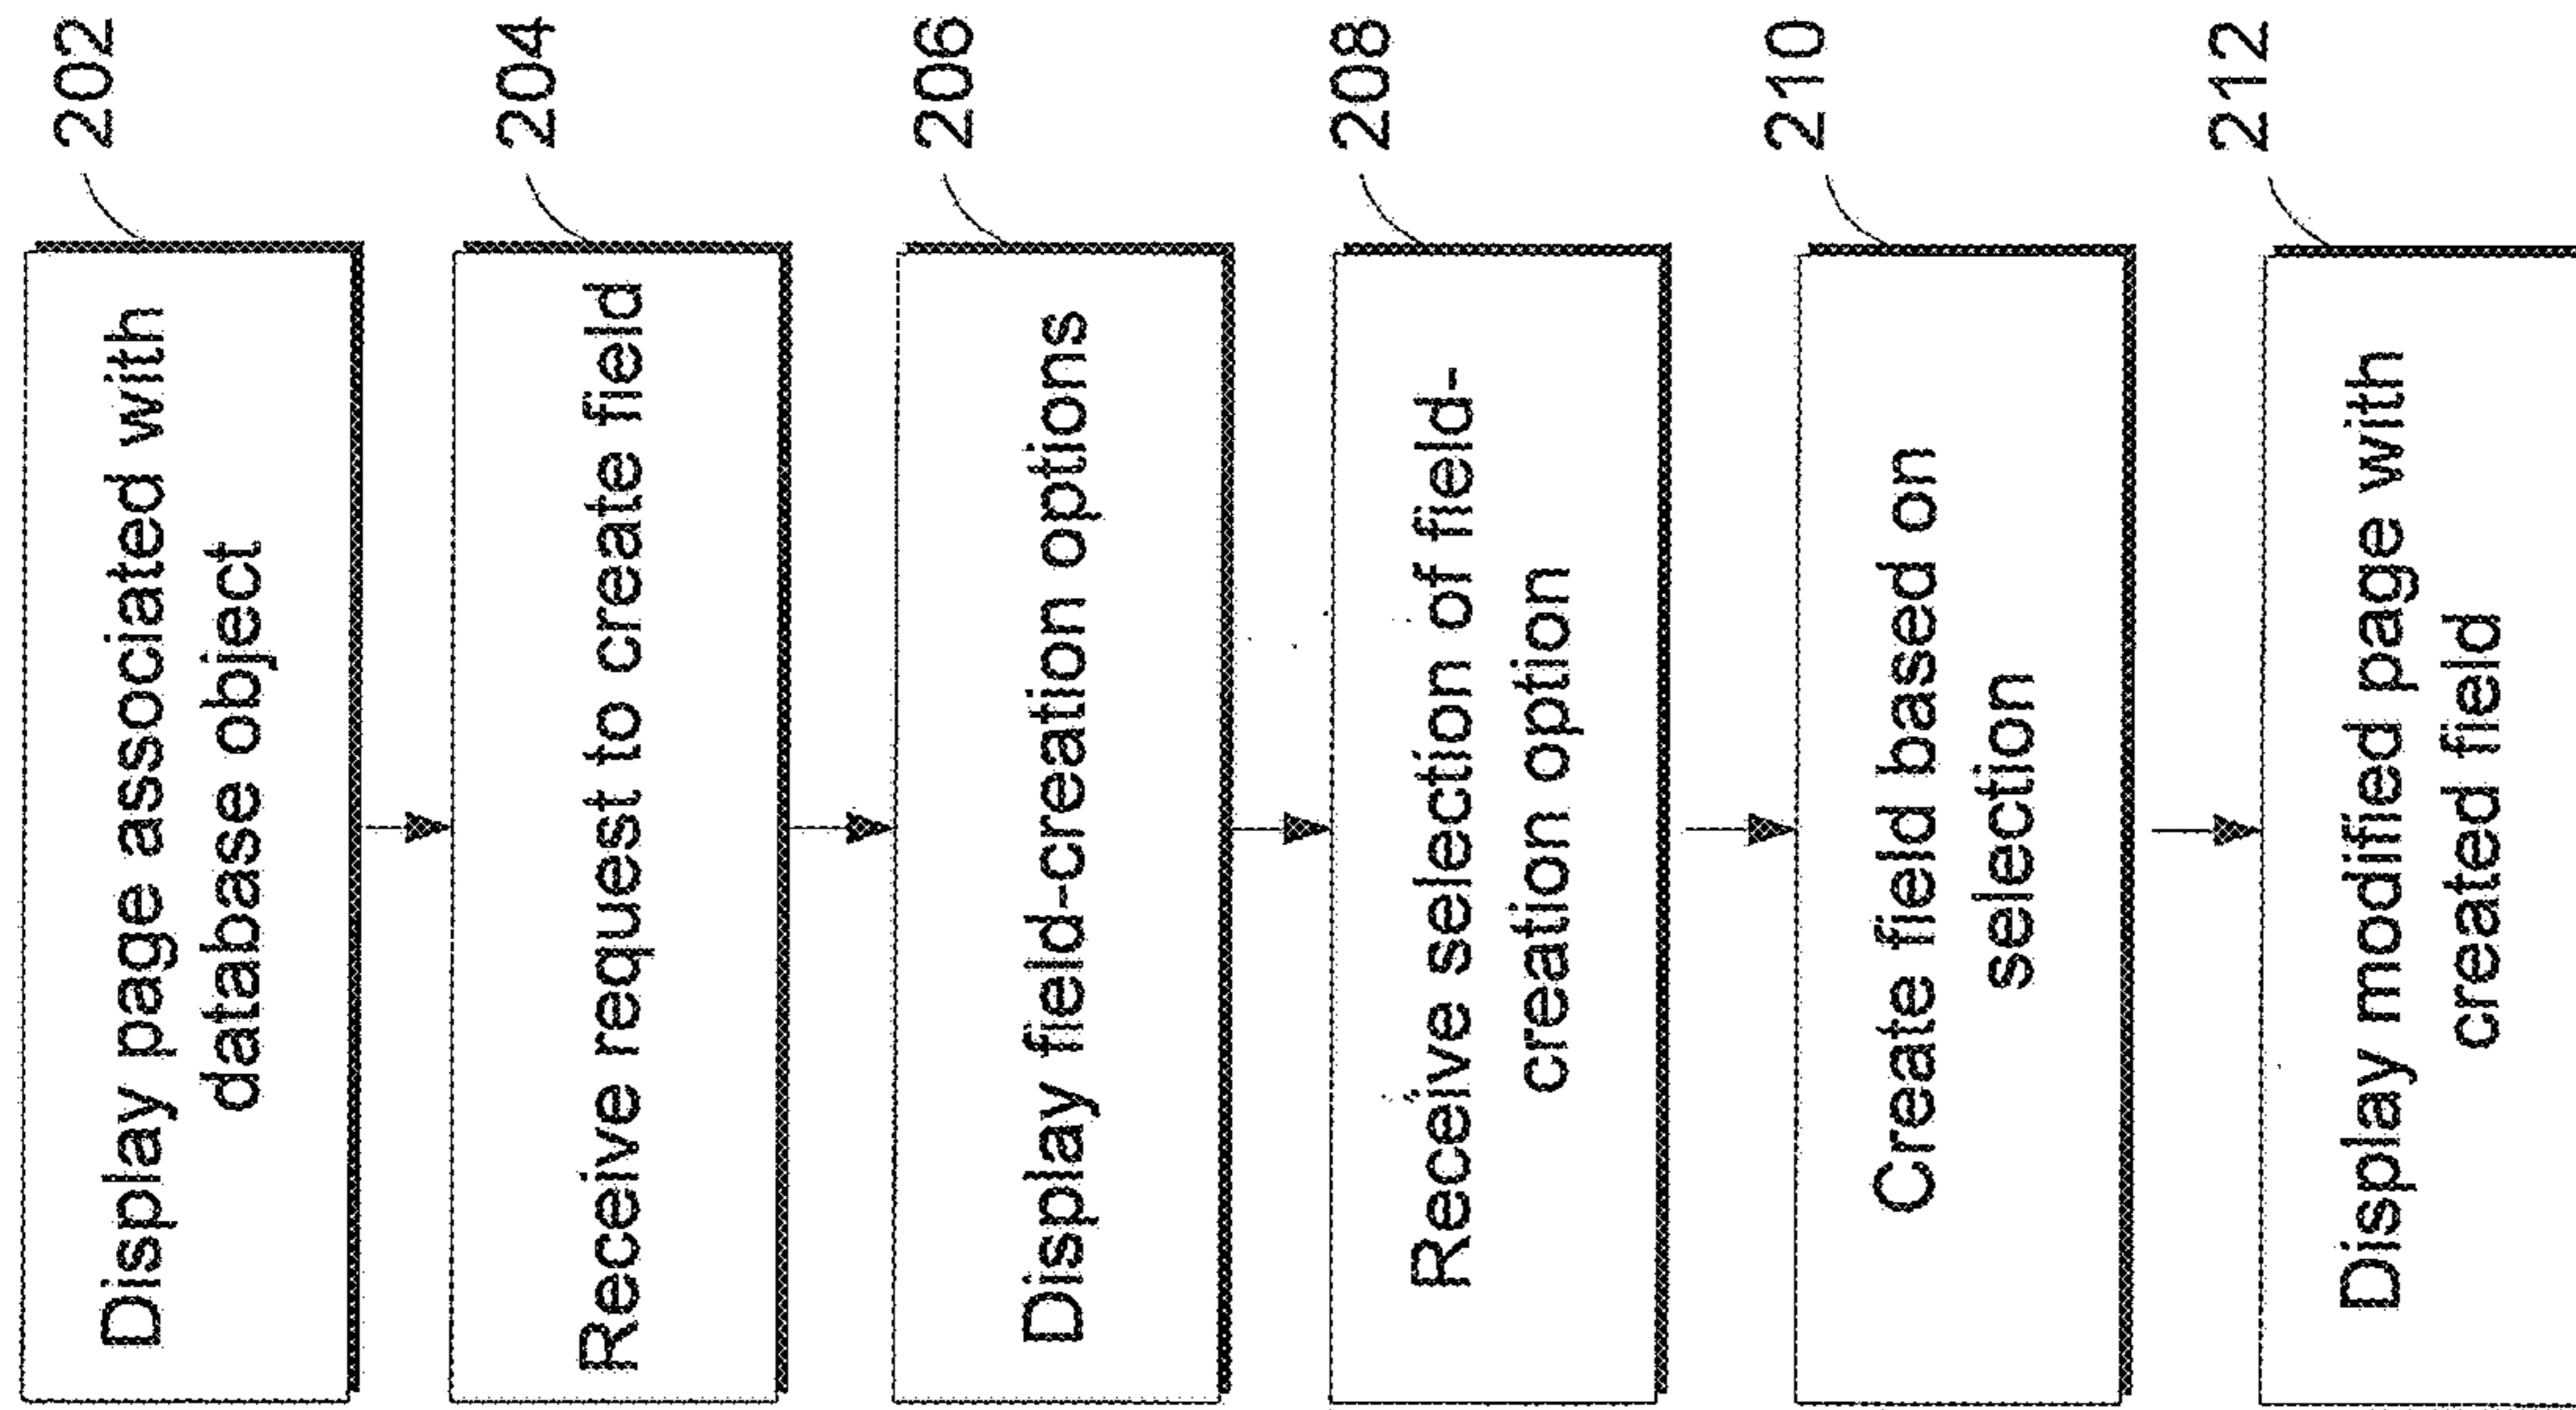 202
Display page associated with
database object
204
Receive request to create field
206
Display field-creation options
208
Receive selection of field-
creation option
210
Create field based on
selection
212
Display modified page with
created field